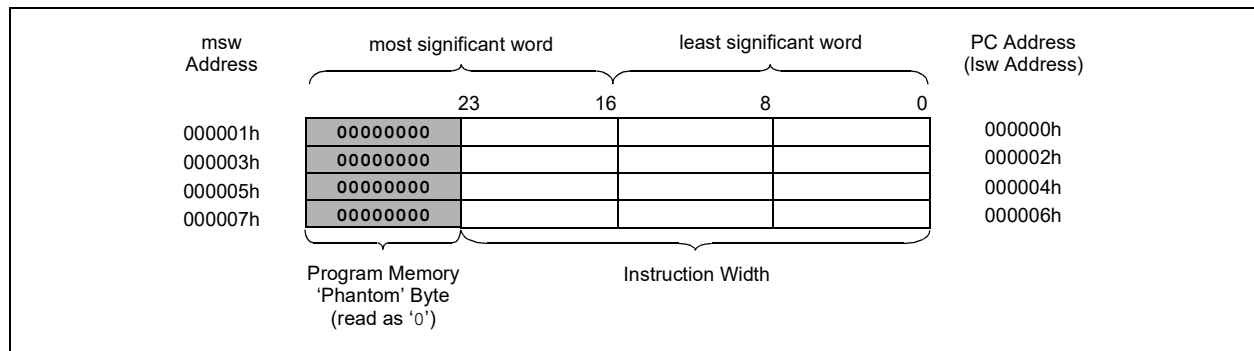 msw
Address
most significant word
least significant word
PC Address
(lsw Address)
23 16 8 0
000001h 00000000 000000h
000003h 00000000 000002h
000005h 00000000 000004h
000007h 00000000 000006h
Program Memory
‘Phantom’ Byte
(read as ‘0’)
Instruction Width